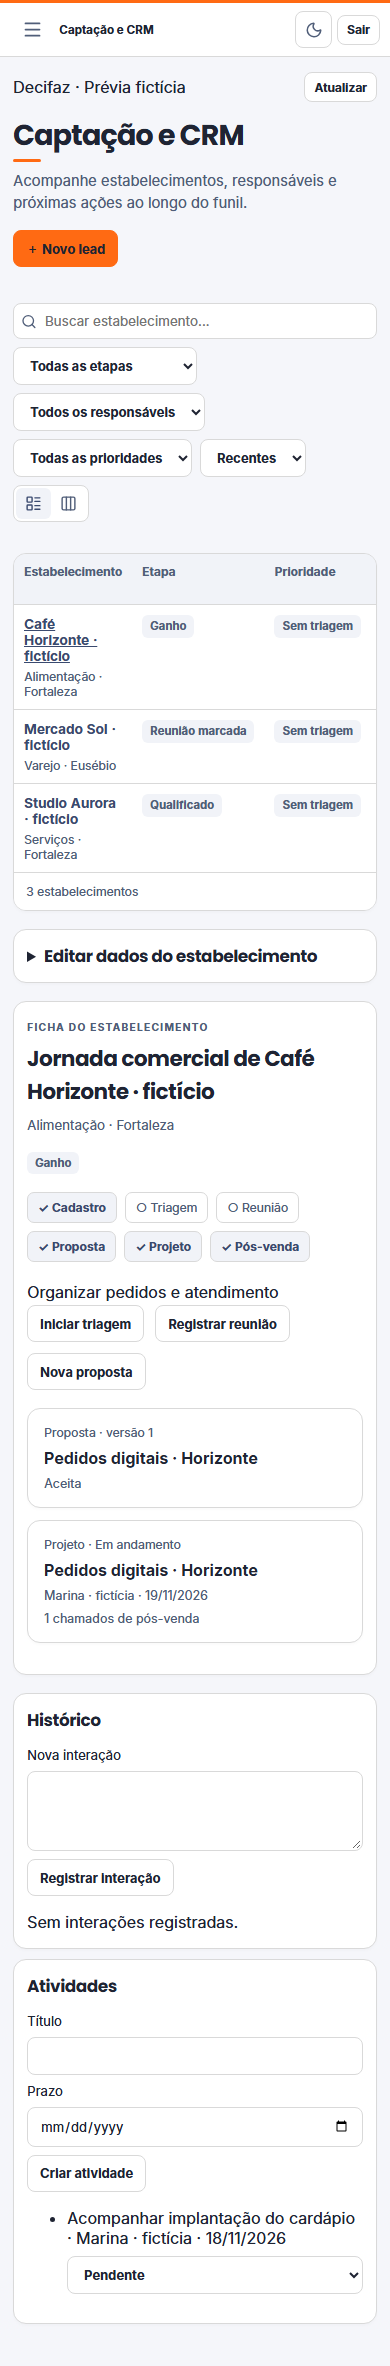 Captação e CRM
Sair
Decifaz · Prévia fictícia
Atualizar
Captação e CRM
Acompanhe estabelecimentos, responsáveis e
próximas ações ao longo do funil.
+ Novo lead
Buscar estabelecimento...
Todas as etapas
Todos os responsáveis
Todas as prioridades
Recentes
Estabelecimento Etapa Prioridade
Café
Horizonte ·
fictício
Ganho
Sem triagem
Alimentação ·
Fortaleza
Mercado Sol ·
fictício
Reunião marcada
Sem triagem
Varejo · Eusébio
Studio Aurora
· fictício
Qualificado
Sem triagem
Serviços ·
Fortaleza
3 estabelecimentos
▶ Editar dados do estabelecimento
FICHA DO ESTABELECIMENTO
Jornada comercial de Café
Horizonte · fictício
Alimentação · Fortaleza
Ganho
✓ Cadastro
○ Triagem
○ Reunião
✓ Proposta
✓ Projeto
✓ Pós-venda
Organizar pedidos e atendimento
Iniciar triagem
Registrar reunião
Nova proposta
Proposta · versão 1
Pedidos digitais · Horizonte
Aceita
Projeto · Em andamento
Pedidos digitais · Horizonte
Marina · fictícia · 19/11/2026
1 chamados de pós-venda
Histórico
Nova interação
Registrar interação
Sem interações registradas.
Atividades
Título
Prazo
mm/dd/yyyy
Criar atividade
• Acompanhar implantação do cardápio
· Marina · fictícia · 18/11/2026
Pendente